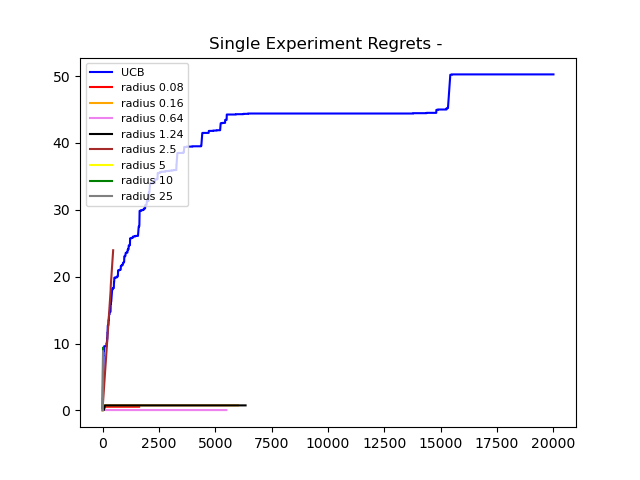 Single Experiment Regrets -
50
40
30
20
10
0
UCB
radius 0.08
radius 0.16
radius 0.64
radius 1.24
radius 2.5
radius 5
radius 10
radius 25
0 2500 5000 7500 10000 12500 15000 17500 20000